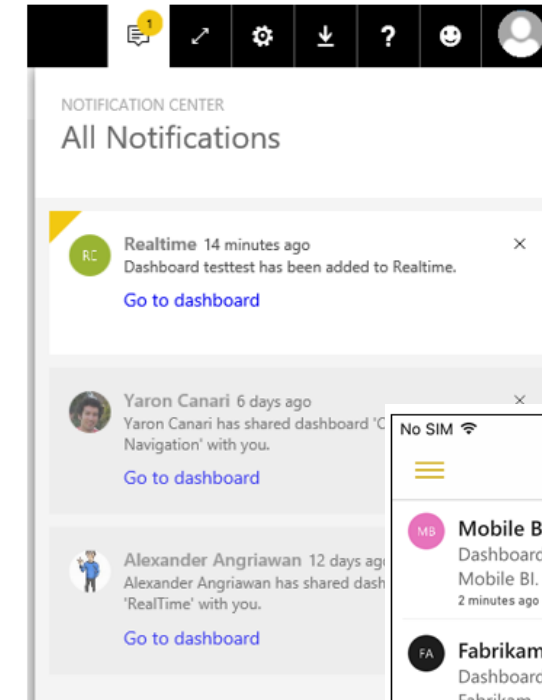 1
?
NOTIFICATION CENTER
All Notifications
Realtime 14 minutes ago
Dashboard testtest has been added to Realtime.
Go to dashboard
Yaron Canari 6 days ago
Yaron Canari has shared dashboard 'C
Navigation' with you.
Go to dashboard
Alexander Angriawan 12 days ago
Alexander Angriawan has shared dash
'RealTime' with you.
Go to dashboard
No SIM
MB
Mobile B
Dashboard
Mobile BI.
2 minutes ago
FA
Fabrikam
Dashboard
Fabrikam